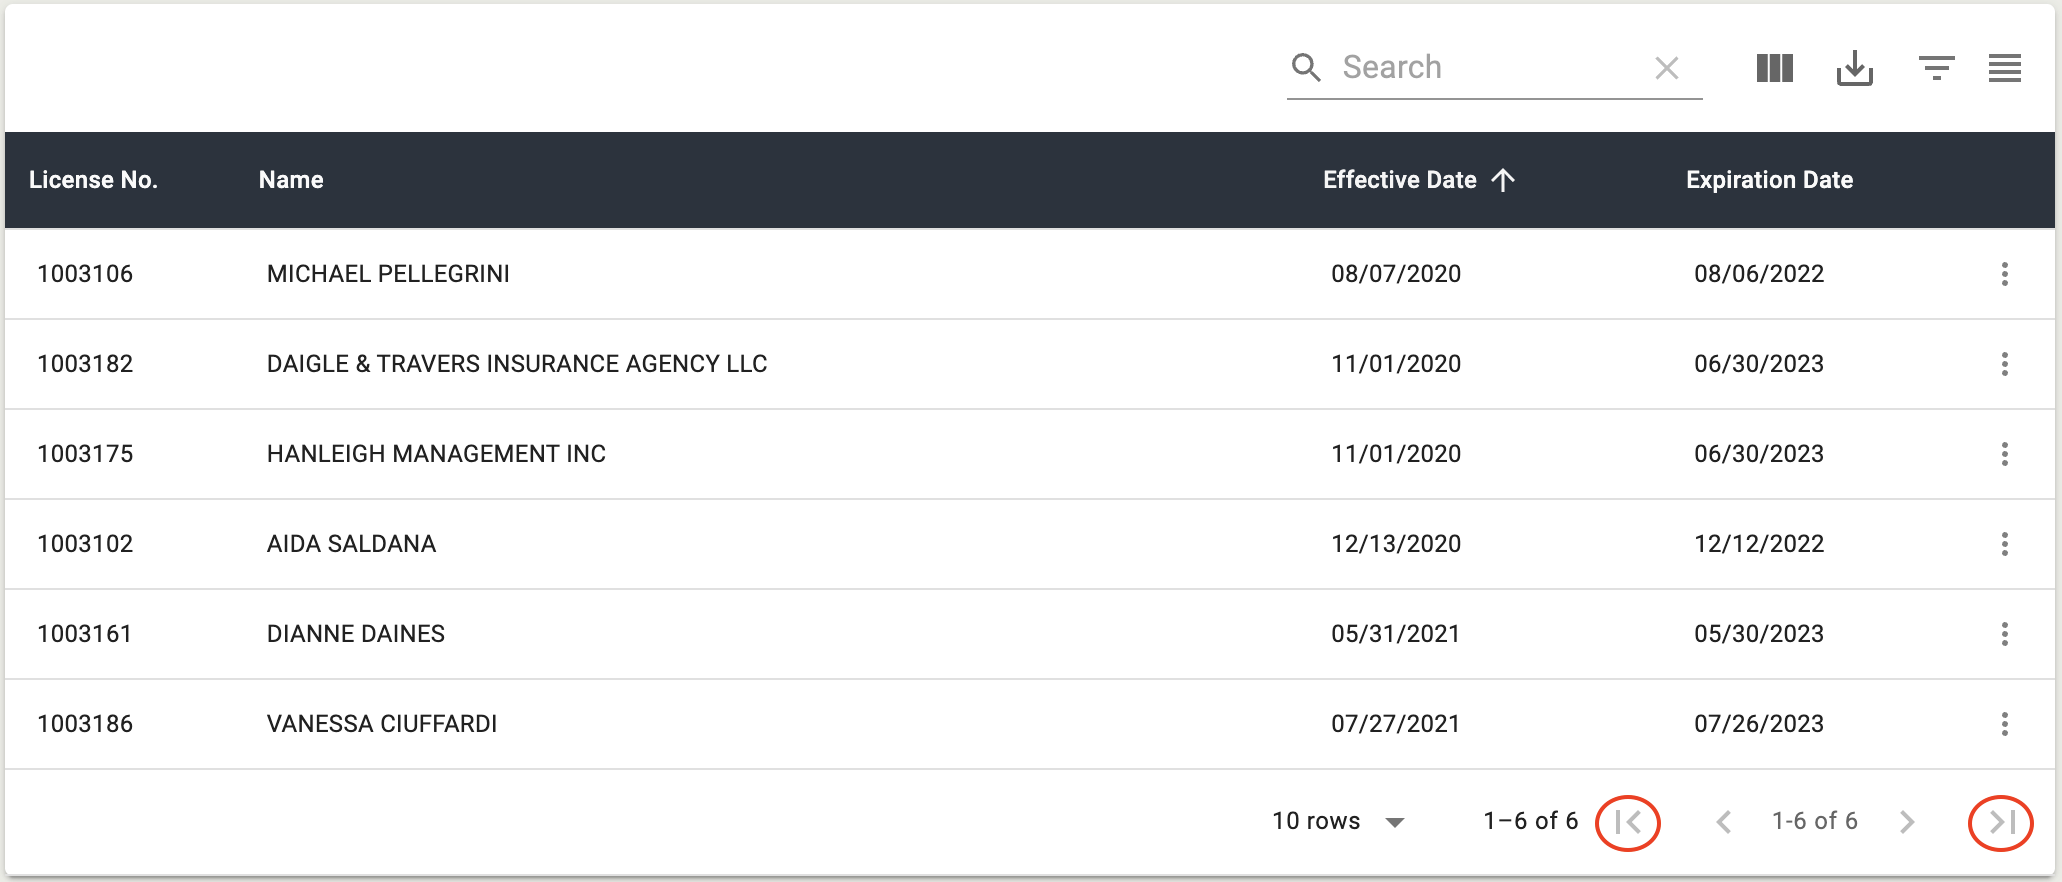 Search
License No. Name Effective Date Expiration Date
1003106 MICHAEL PELLEGRINI 08/07/2020 08/06/2022
1003182 DAIGLE & TRAVERS INSURANCE AGENCY LLC 11/01/2020 06/30/2023
1003175 HANLEIGH MANAGEMENT INC 11/01/2020 06/30/2023
1003102 AIDA SALDANA 12/13/2020 12/12/2022
1003161 DIANNE DAINES 05/31/2021 05/30/2023
1003186 VANESSA CIUFFARDI 07/27/2021 07/26/2023
10 rows 1–6 of 6 1-6 of 6